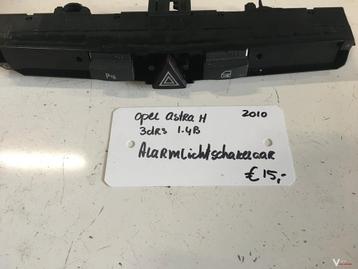 Opel Astra H 2010
3drs 1.4B
Alarmlichtschakelaar
€15,-